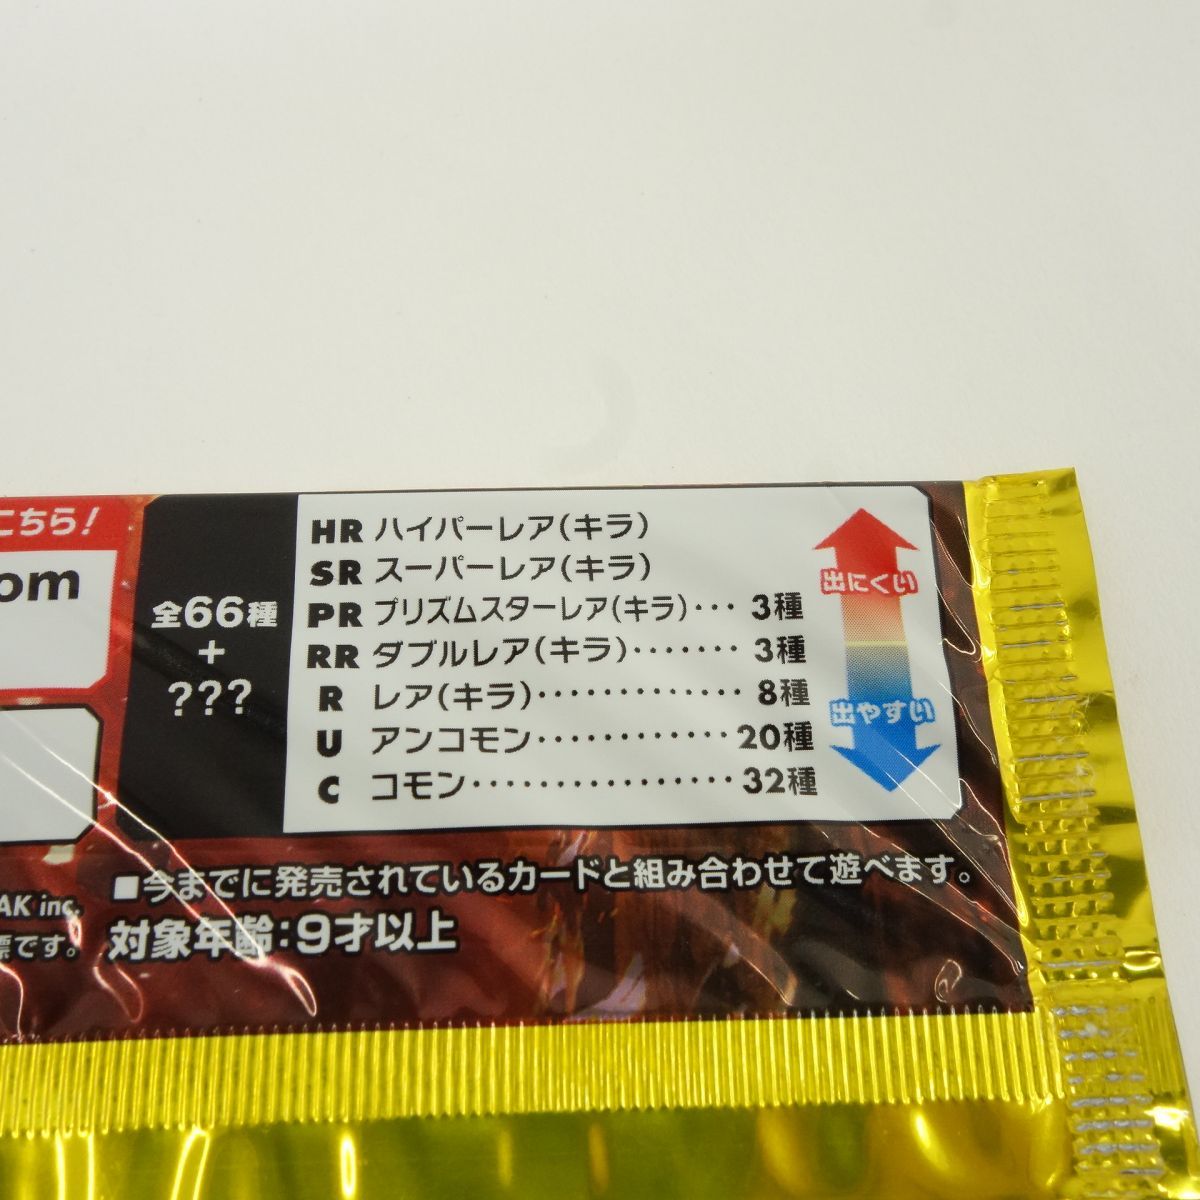 こちら!
om
全66種
+
???
HR ハイパーレア(キラ)
SR スーパーレア(キラ)
PR プリズムスターレア(キラ)… 3種
RR ダブルレア(キラ)……… 3種
R レア(キラ)…………… 8種
U アンコモン…………… 20種
C コモン………………… 32種
出にくい
出やすい
■今までに発売されているカードと組み合わせて遊べます。
対象年齢:9才以上
AK inc.
標です。